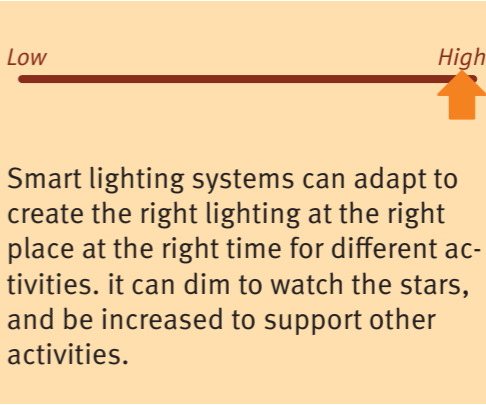 Low High
Smart lighting systems can adapt to
create the right lighting at the right
place at the right time for different ac-
tivities. it can dim to watch the stars,
and be increased to support other
activities.